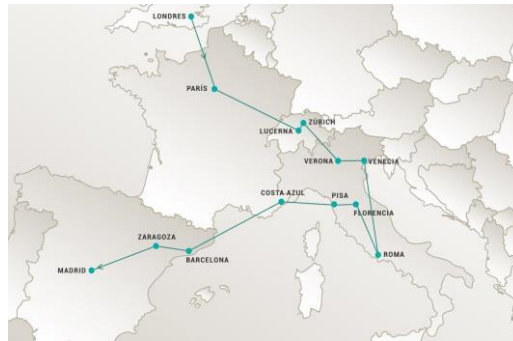 LONDRES
PARÍS
ZÚRICH
LUCERNA
VERONA
VENECIA
COSTA AZUL
PISA
FLORENCIA
ZARAGOZA
ROMA
BARCELONA
MADRID